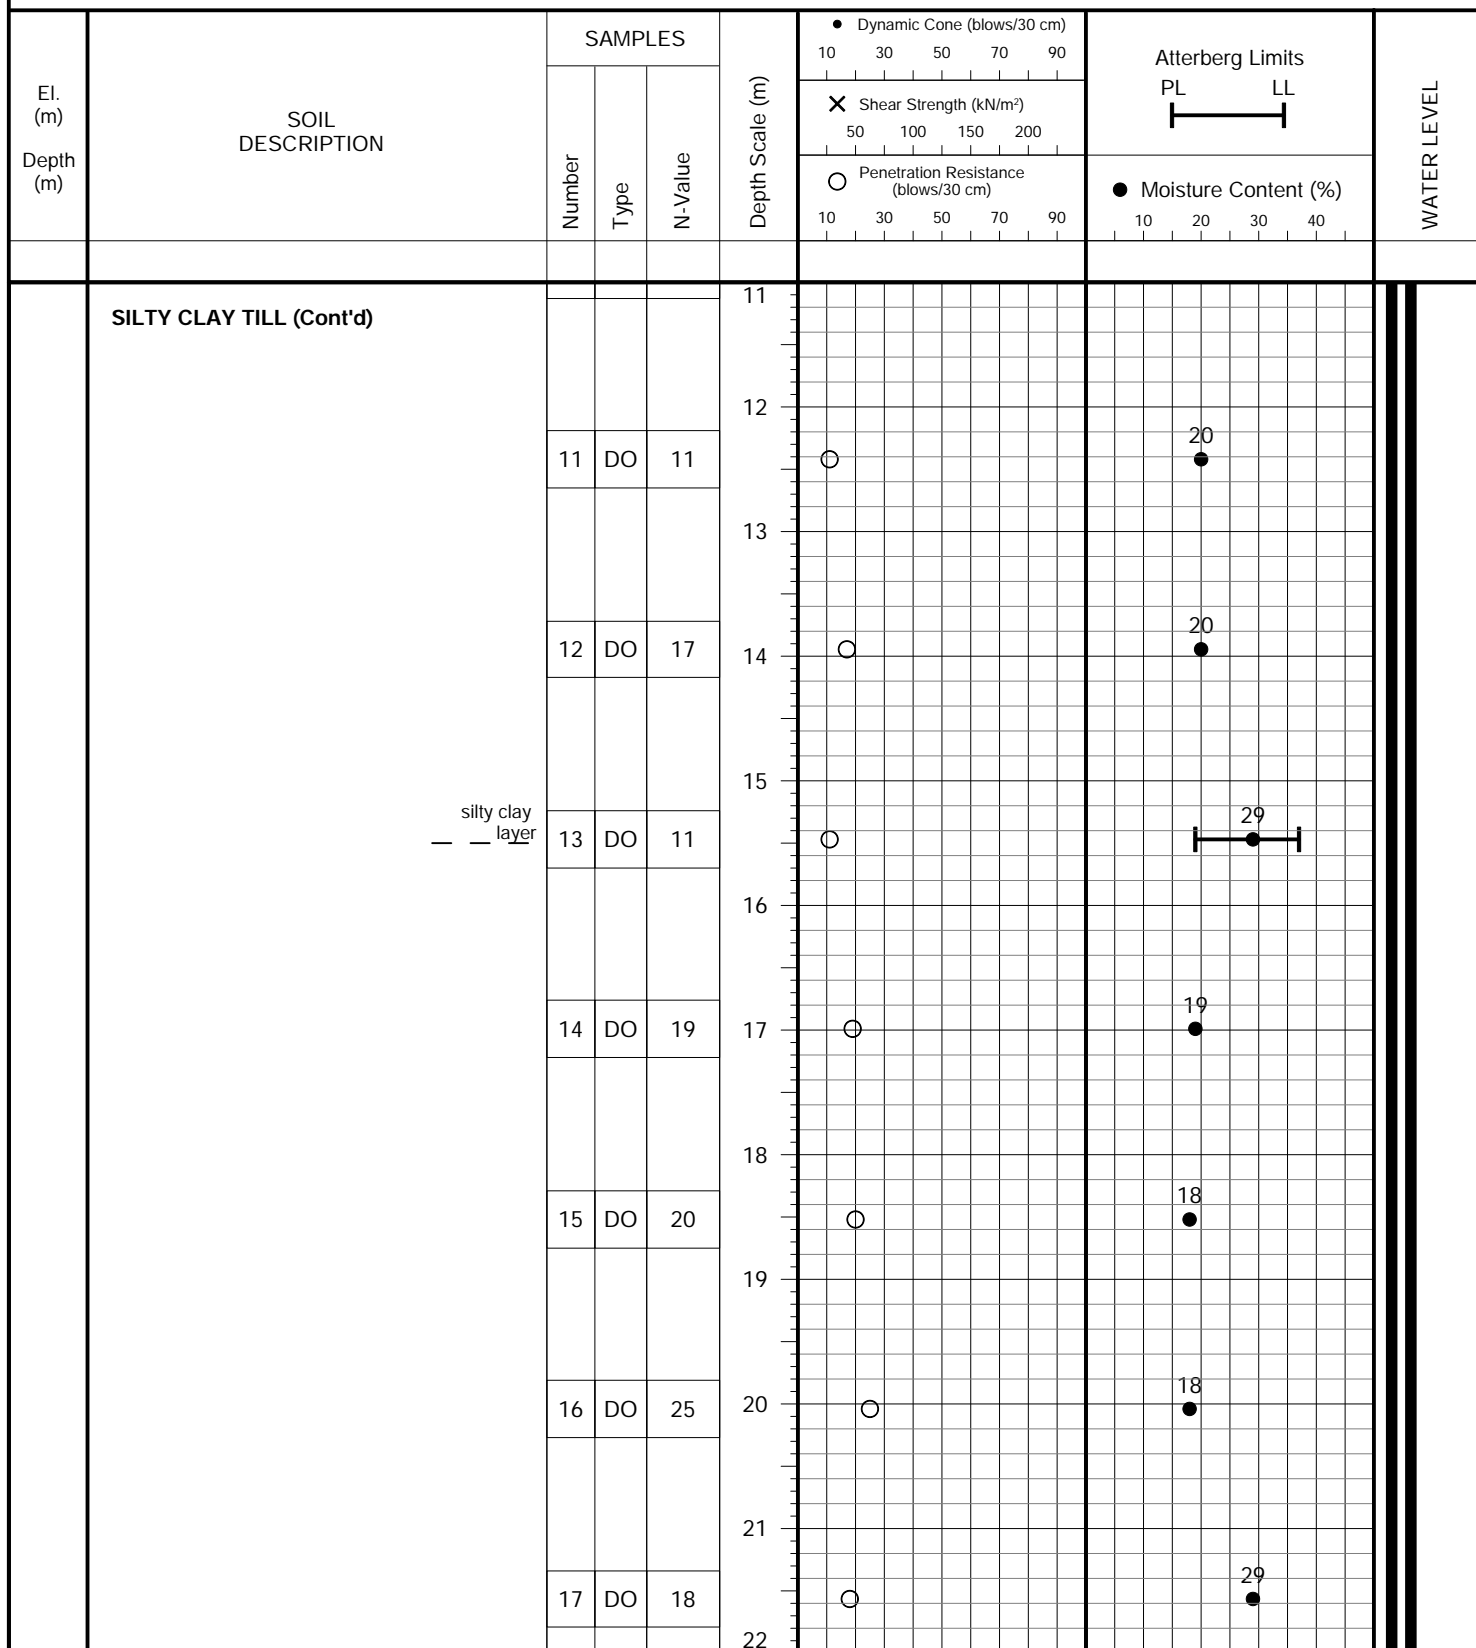 El.
(m)
Depth
(m)
SOIL
DESCRIPTION
SAMPLES
Number
Type
N-Value
Depth Scale (m)
Dynamic Cone (blows/30 cm)
10 30 50 70 90
Shear Strength (kN/m²)
50 100 150 200
Penetration Resistance
(blows/30 cm)
10 30 50 70 90
Atterberg Limits
PL LL
Moisture Content (%)
10 20 30 40
WATER LEVEL
SILTY CLAY TILL (Cont'd)
11
12
20
11 DO 11
13
20
12 DO 17
14
15
silty clay
layer
29
13 DO 11
16
19
14 DO 19
17
18
18
15 DO 20
19
18
16 DO 25
20
21
29
17 DO 18
22